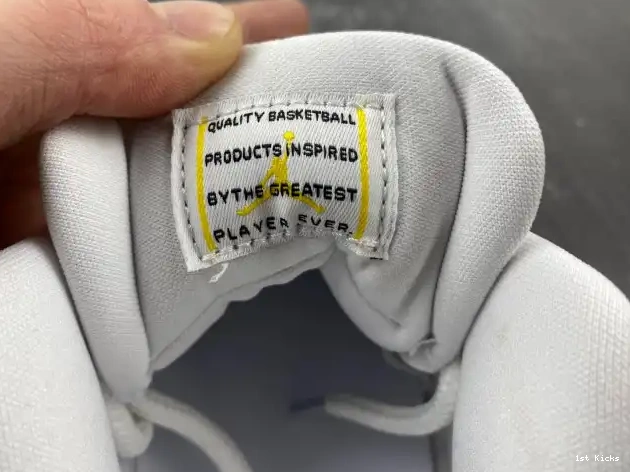 QUALITY BASKETBALL
PRODUCTS INSPIRED
BY THE GREATEST
PLAYER EVER.
1st Kicks